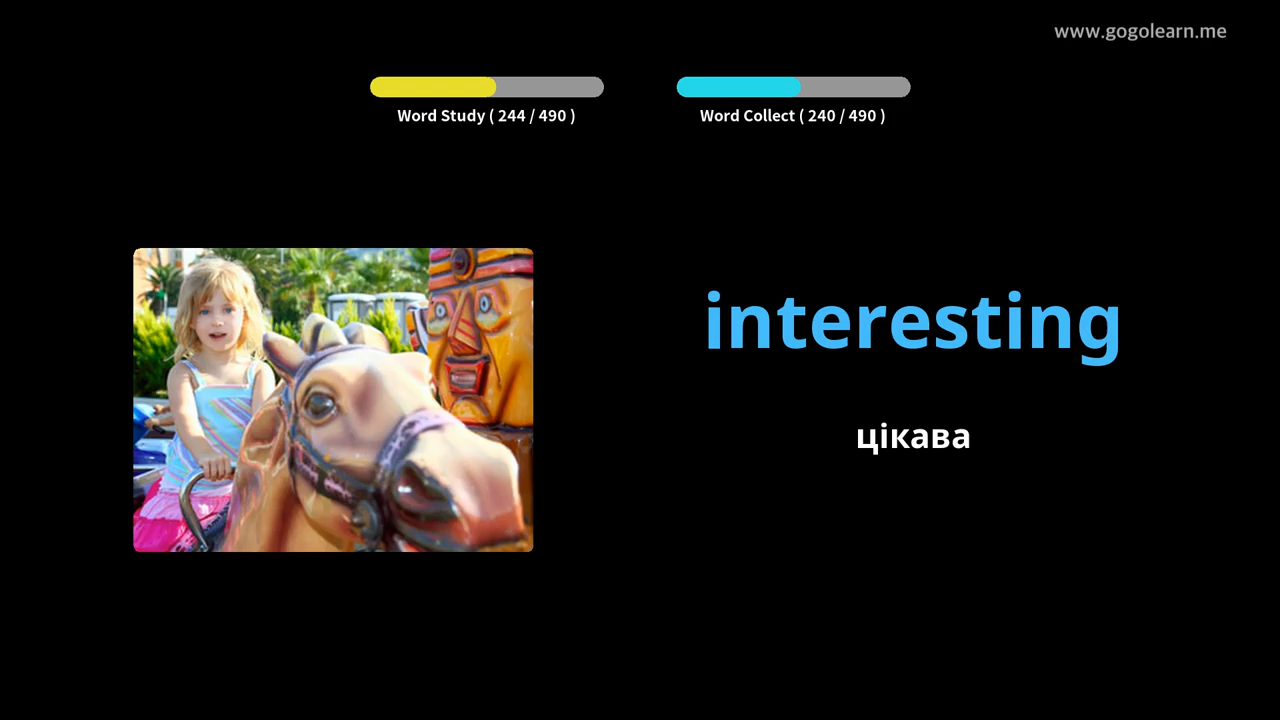 www.gogolearn.me
Word Study ( 244 / 490 )
Word Collect ( 240 / 490 )
interesting
цікава